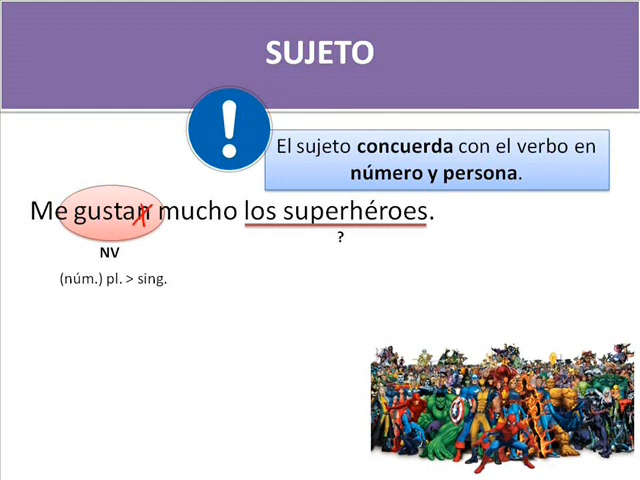 SUJETO
!
El sujeto concuerda con el verbo en
número y persona.
Me gustan mucho los superhéroes.
?
NV
(núm.) pl. > sing.